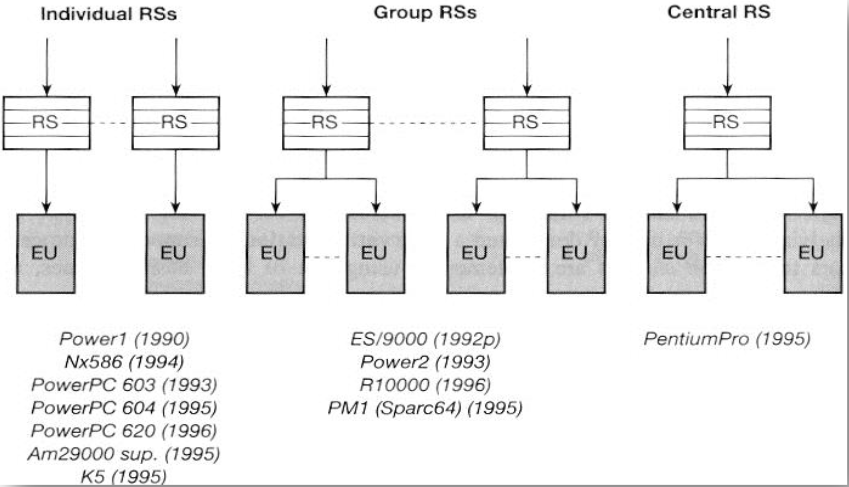 Individual RSs
Group RSs
Central RS
RS
RS
RS
RS
RS
EU
EU
EU
EU
EU
EU
EU
EU
Power1 (1990)
Nx586 (1994)
PowerPC 603 (1993)
PowerPC 604 (1995)
PowerPC 620 (1996)
Am29000 sup. (1995)
K5 (1995)
ES/9000 (1992p)
Power2 (1993)
R10000 (1996)
PM1 (Sparc64) (1995)
PentiumPro (1995)